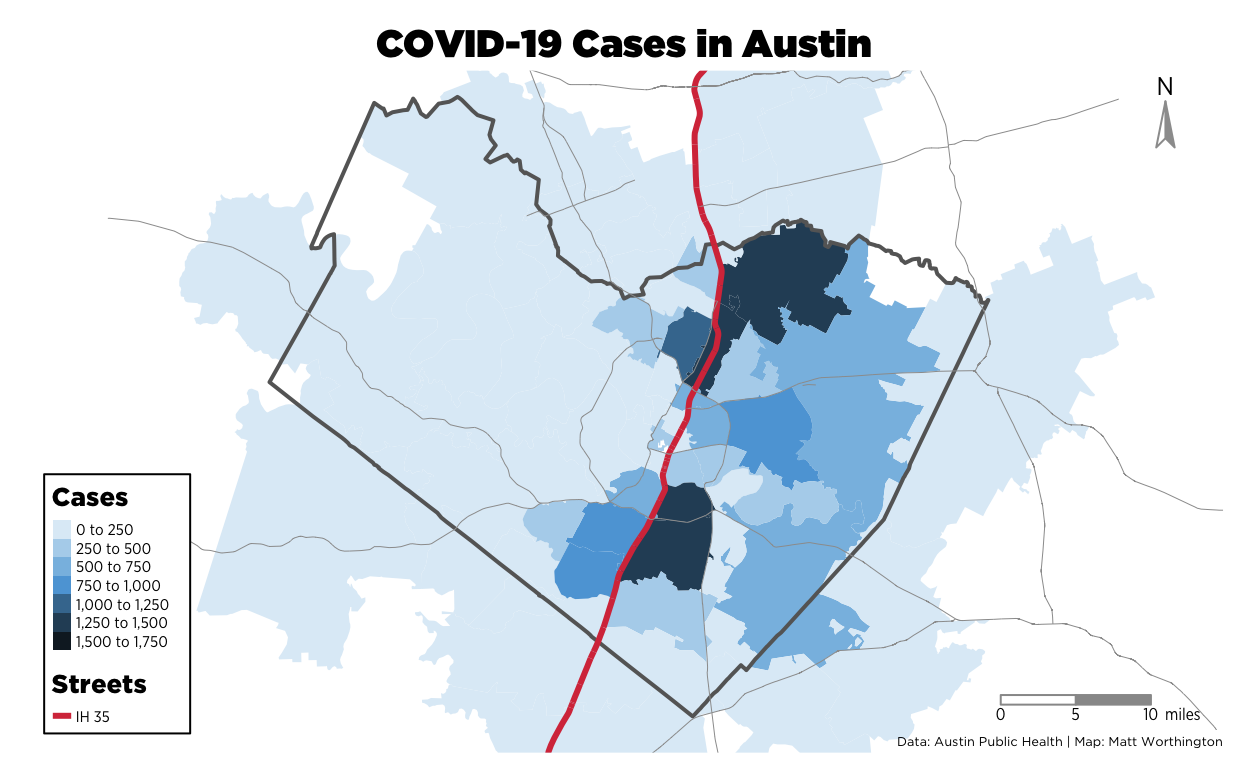 COVID-19 Cases in Austin
N
Cases
0 to 250
250 to 500
500 to 750
750 to 1,000
1,000 to 1,250
1,250 to 1,500
1,500 to 1,750
Streets
IH 35
0 5 10 miles
Data: Austin Public Health | Map: Matt Worthington